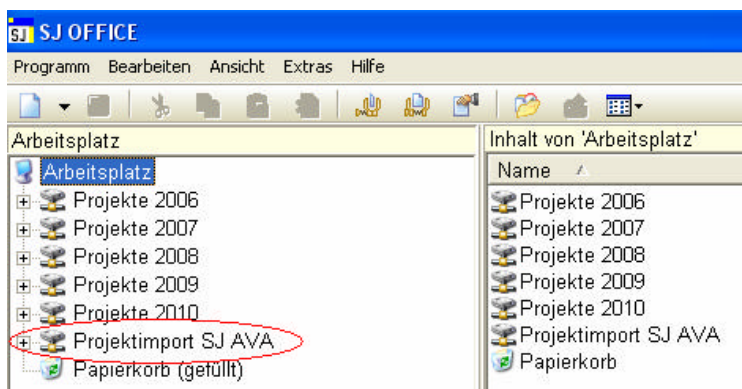 SJ SJ OFFICE
Programm Bearbeiten Ansicht Extras Hilfe
Arbeitsplatz
Arbeitsplatz
Projekte 2006
Projekte 2007
Projekte 2008
Projekte 2009
Projekte 2010
Projektimport SJ AVA
Papierkorb (gefüllt)
Inhalt von 'Arbeitsplatz'
Name
Projekte 2006
Projekte 2007
Projekte 2008
Projekte 2009
Projekte 2010
Projektimport SJ AVA
Papierkorb